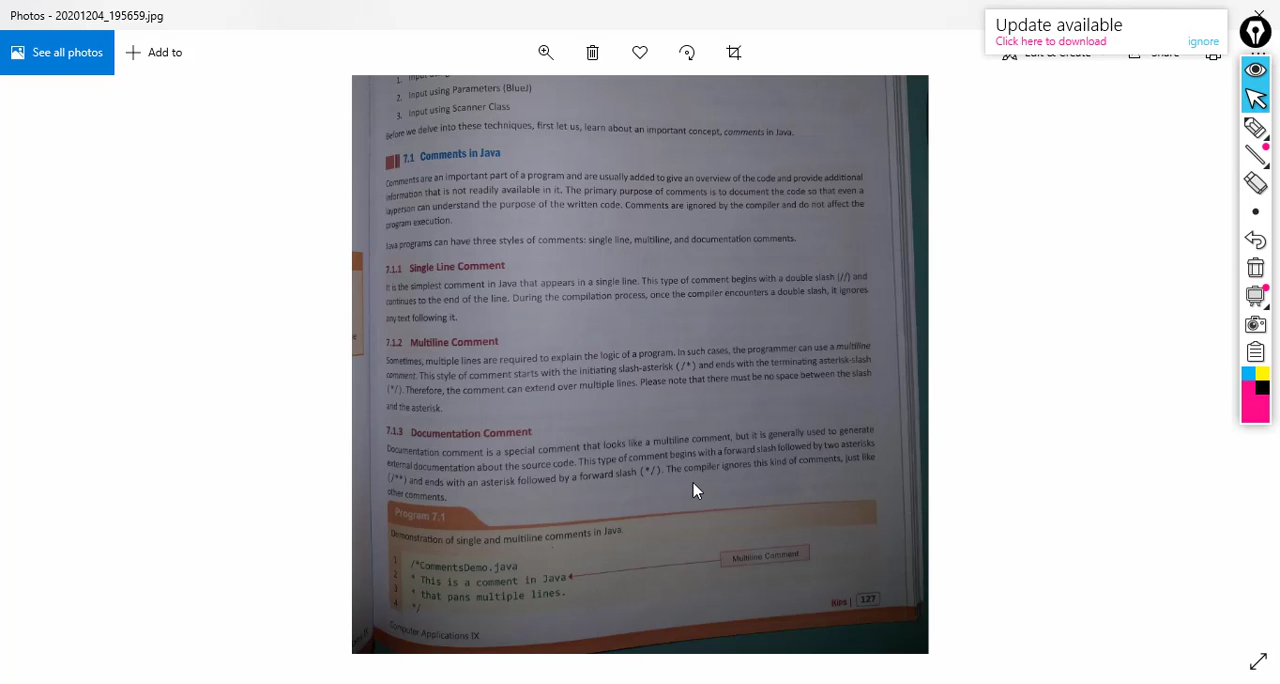 Photos - 20201204_195659.jpg
Update available
Click here to download
ignore
See all photos
Add to
1. Input using
2. Input using Parameters (BlueJ)
3. Input using Scanner Class
Before we delve into these techniques, first let us, learn about an important concept, comments in Java.
7.1 Comments in Java
Comments are an important part of a program and are usually added to give an overview of the code and provide additional
information that is not readily available in it. The primary purpose of comments is to document the code so that even a
layperson can understand the purpose of the written code. Comments are ignored by the compiler and do not affect the
program execution.
Java programs can have three styles of comments: single line, multiline, and documentation comments.
7.1.1 Single Line Comment
It is the simplest comment in Java that appears in a single line. This type of comment begins with a double slash (//) and
continues to the end of the line. During the compilation process, once the compiler encounters a double slash, it ignores
any text following it.
7.1.2 Multiline Comment
Sometimes, multiple lines are required to explain the logic of a program. In such cases, the programmer can use a multiline
comment. This style of comment starts with the initiating slash-asterisk (/*) and ends with the terminating asterisk-slash
(*/). Therefore, the comment can extend over multiple lines. Please note that there must be no space between the slash
and the asterisk.
7.1.3 Documentation Comment
Documentation comment is a special comment that looks like a multiline comment, but it is generally used to generate
external documentation about the source code. This type of comment begins with a forward slash followed by two asterisks
(/**) and ends with an asterisk followed by a forward slash (*/). The compiler ignores this kind of comments, just like
other comments.
Program 7.1
Demonstration of single and multiline comments in Java.
1 /*CommentsDemo.java
2 * This is a comment in Java
3 * that pans multiple lines.
4 */
Multiline Comment
Kips | 127
Computer Applications IX